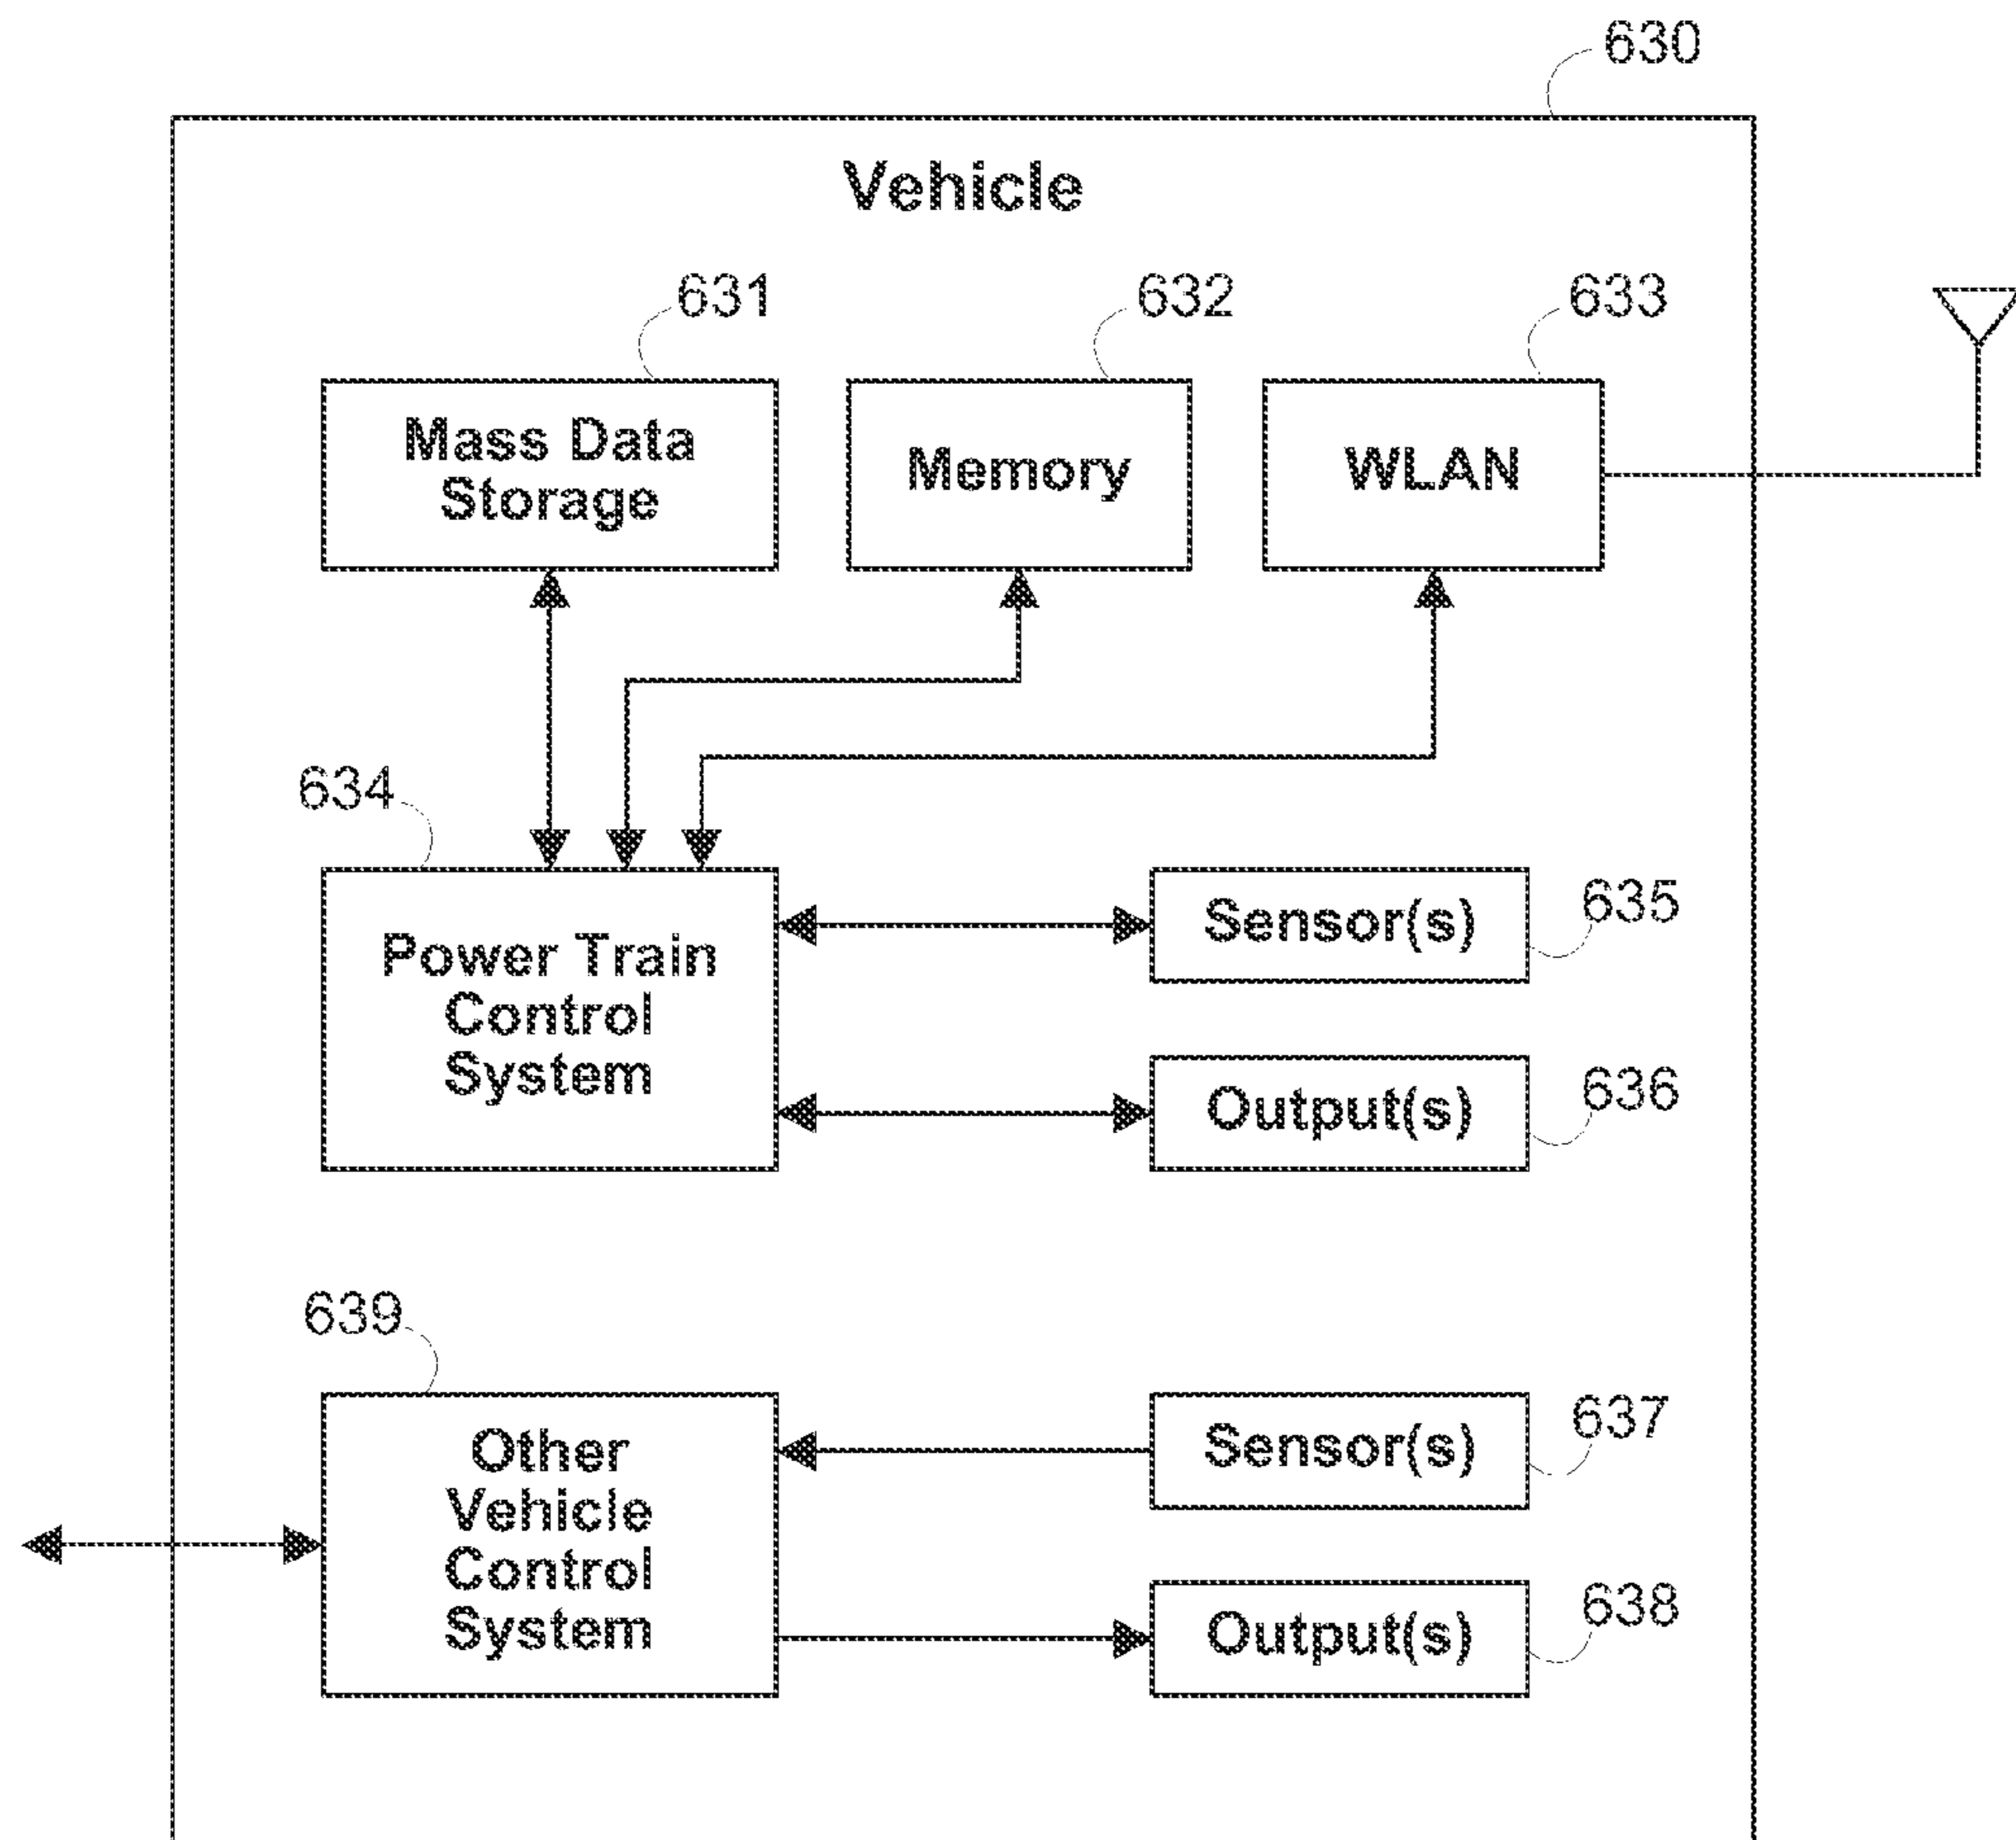 630
Vehicle
631
632
633
Mass Data
Storage
Memory
WLAN
634
Power Train
Control
System
Sensor(s)
635
Output(s)
636
639
Other
Vehicle
Control
System
Sensor(s)
637
Output(s)
638